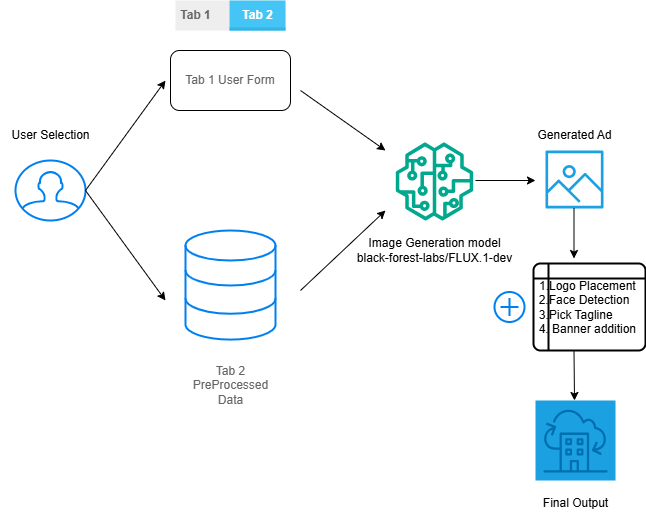 Tab 1
Tab 2
Tab 1 User Form
User Selection
Generated Ad
Image Generation model
black-forest-labs/FLUX.1-dev
1.Logo Placement
2.Face Detection
3.Pick Tagline
4. Banner addition
Tab 2
PreProcessed
Data
Final Output